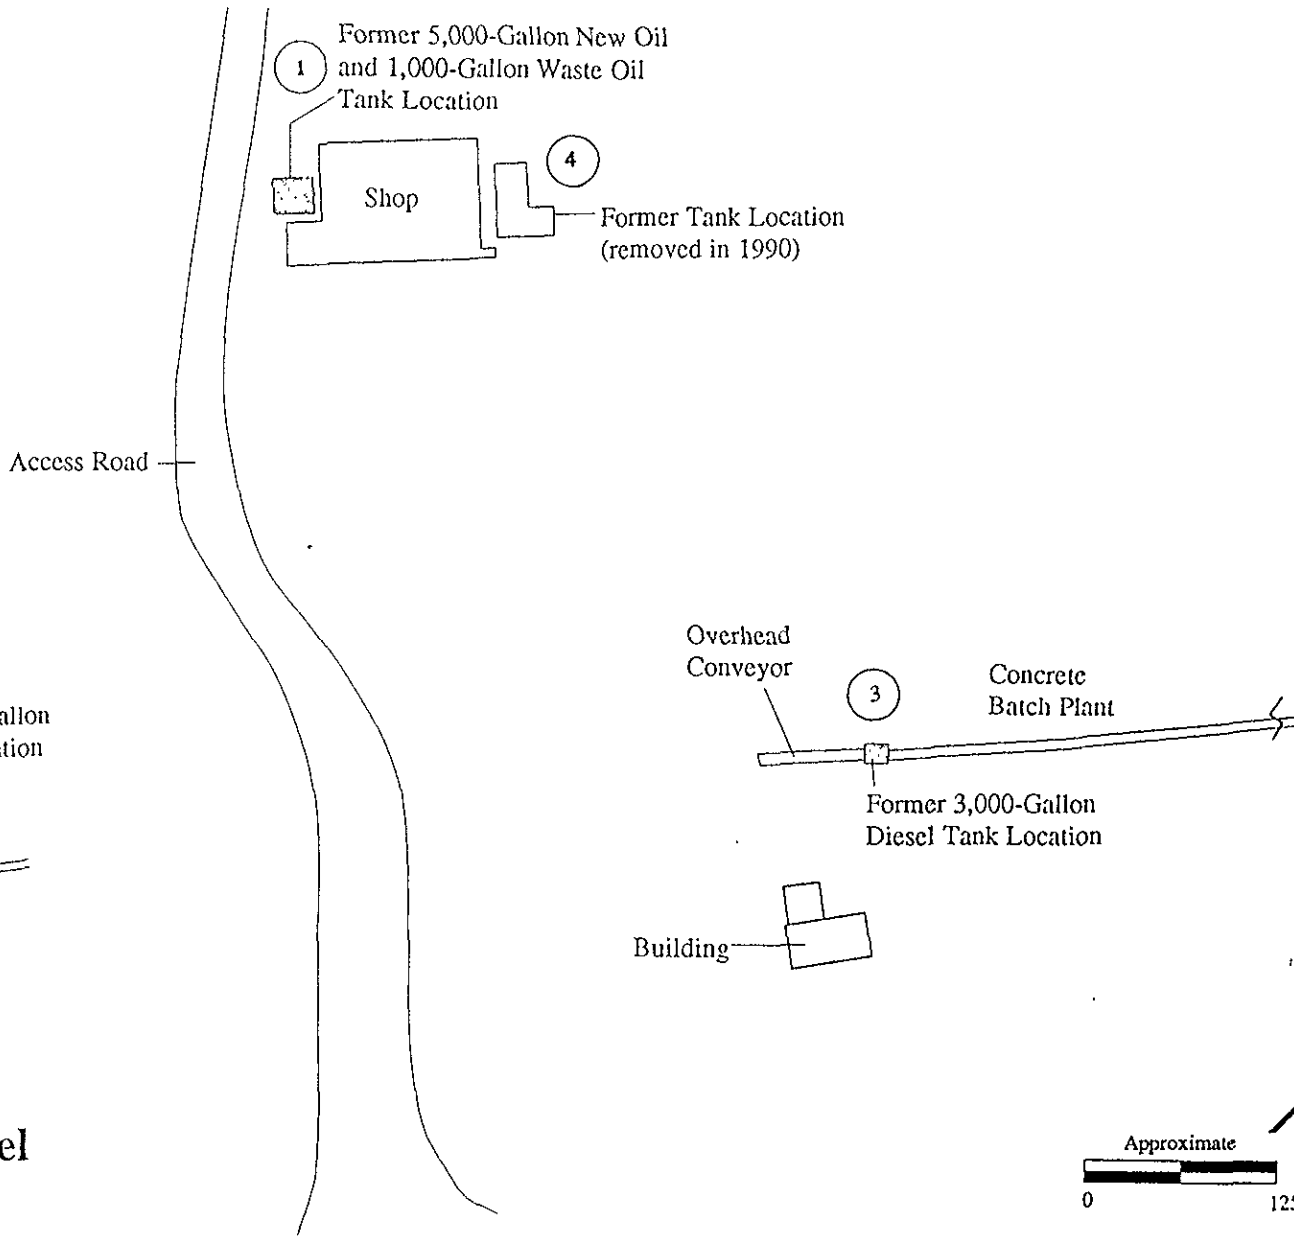 Former 5,000-Gallon New Oil
1
and 1,000-Gallon Waste Oil
Tank Location
4
Shop
Former Tank Location
(removed in 1990)
Access Road
Overhead
Conveyor
3
Concrete
Batch Plant
allon
tion
Former 3,000-Gallon
Diesel Tank Location
Building
el
Approximate
0
125